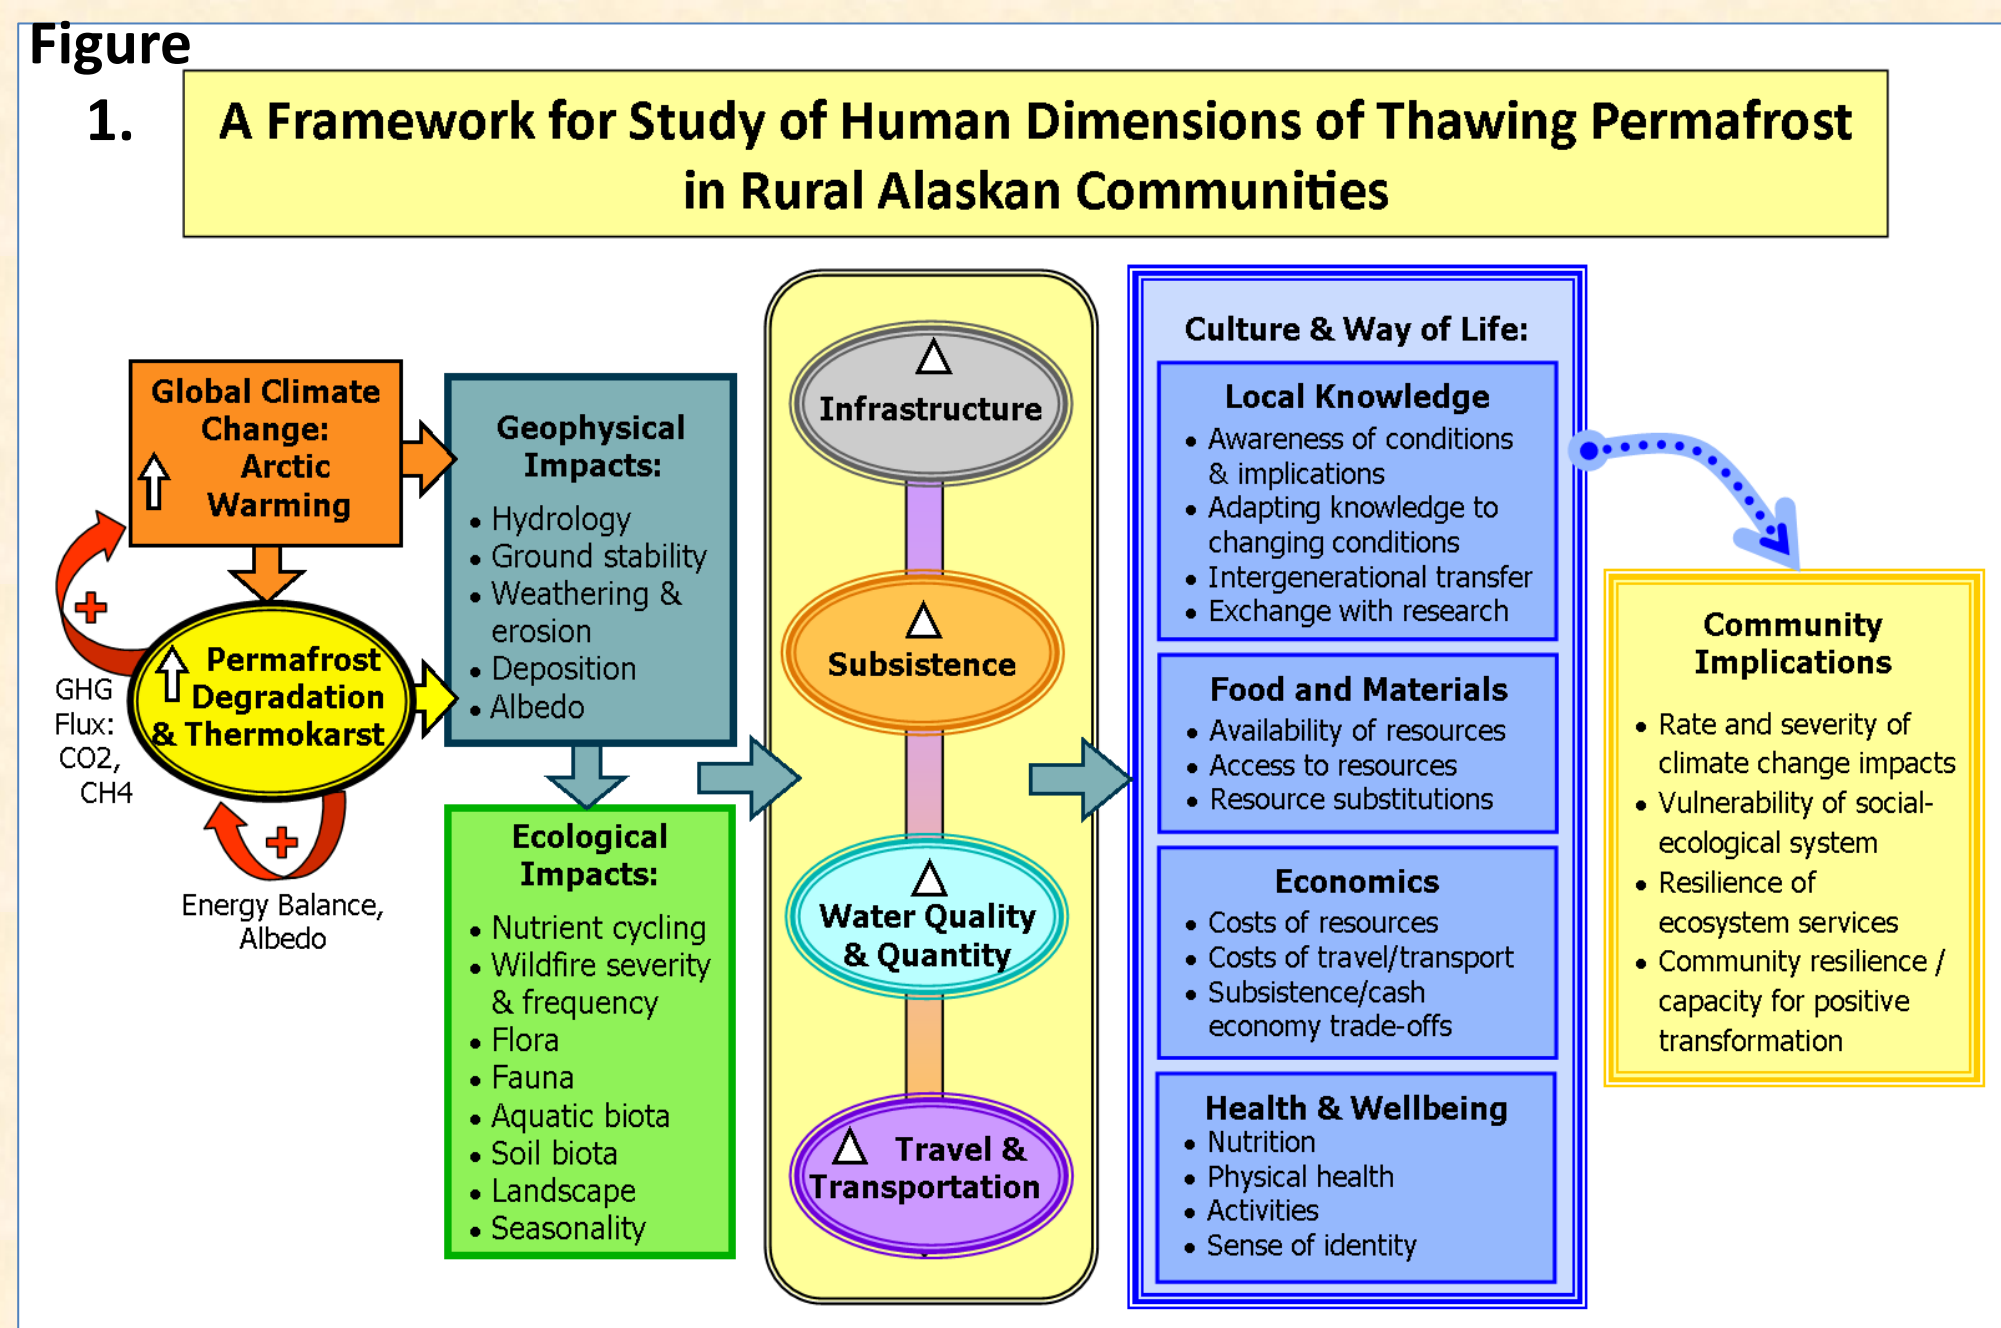 Figure
1.
A Framework for Study of Human Dimensions of Thawing Permafrost
in Rural Alaskan Communities
Global Climate
Change:
Arctic
Warming
Permafrost
Degradation
& Thermokarst
GHG
Flux:
CO2,
CH4
Energy Balance,
Albedo
Geophysical
Impacts:
• Hydrology
• Ground stability
• Weathering &
erosion
• Deposition
• Albedo
Ecological
Impacts:
• Nutrient cycling
• Wildfire severity
& frequency
• Flora
• Fauna
• Aquatic biota
• Soil biota
• Landscape
• Seasonality
Δ
Infrastructure
Δ
Subsistence
Δ
Water Quality
& Quantity
Δ Travel &
Transportation
Culture & Way of Life:
Local Knowledge
• Awareness of conditions
& implications
• Adapting knowledge to
changing conditions
• Intergenerational transfer
• Exchange with research
Food and Materials
• Availability of resources
• Access to resources
• Resource substitutions
Economics
• Costs of resources
• Costs of travel/transport
• Subsistence/cash
economy trade-offs
Health & Wellbeing
• Nutrition
• Physical health
• Activities
• Sense of identity
Community
Implications
• Rate and severity of
climate change impacts
• Vulnerability of social-
ecological system
• Resilience of
ecosystem services
• Community resilience /
capacity for positive
transformation